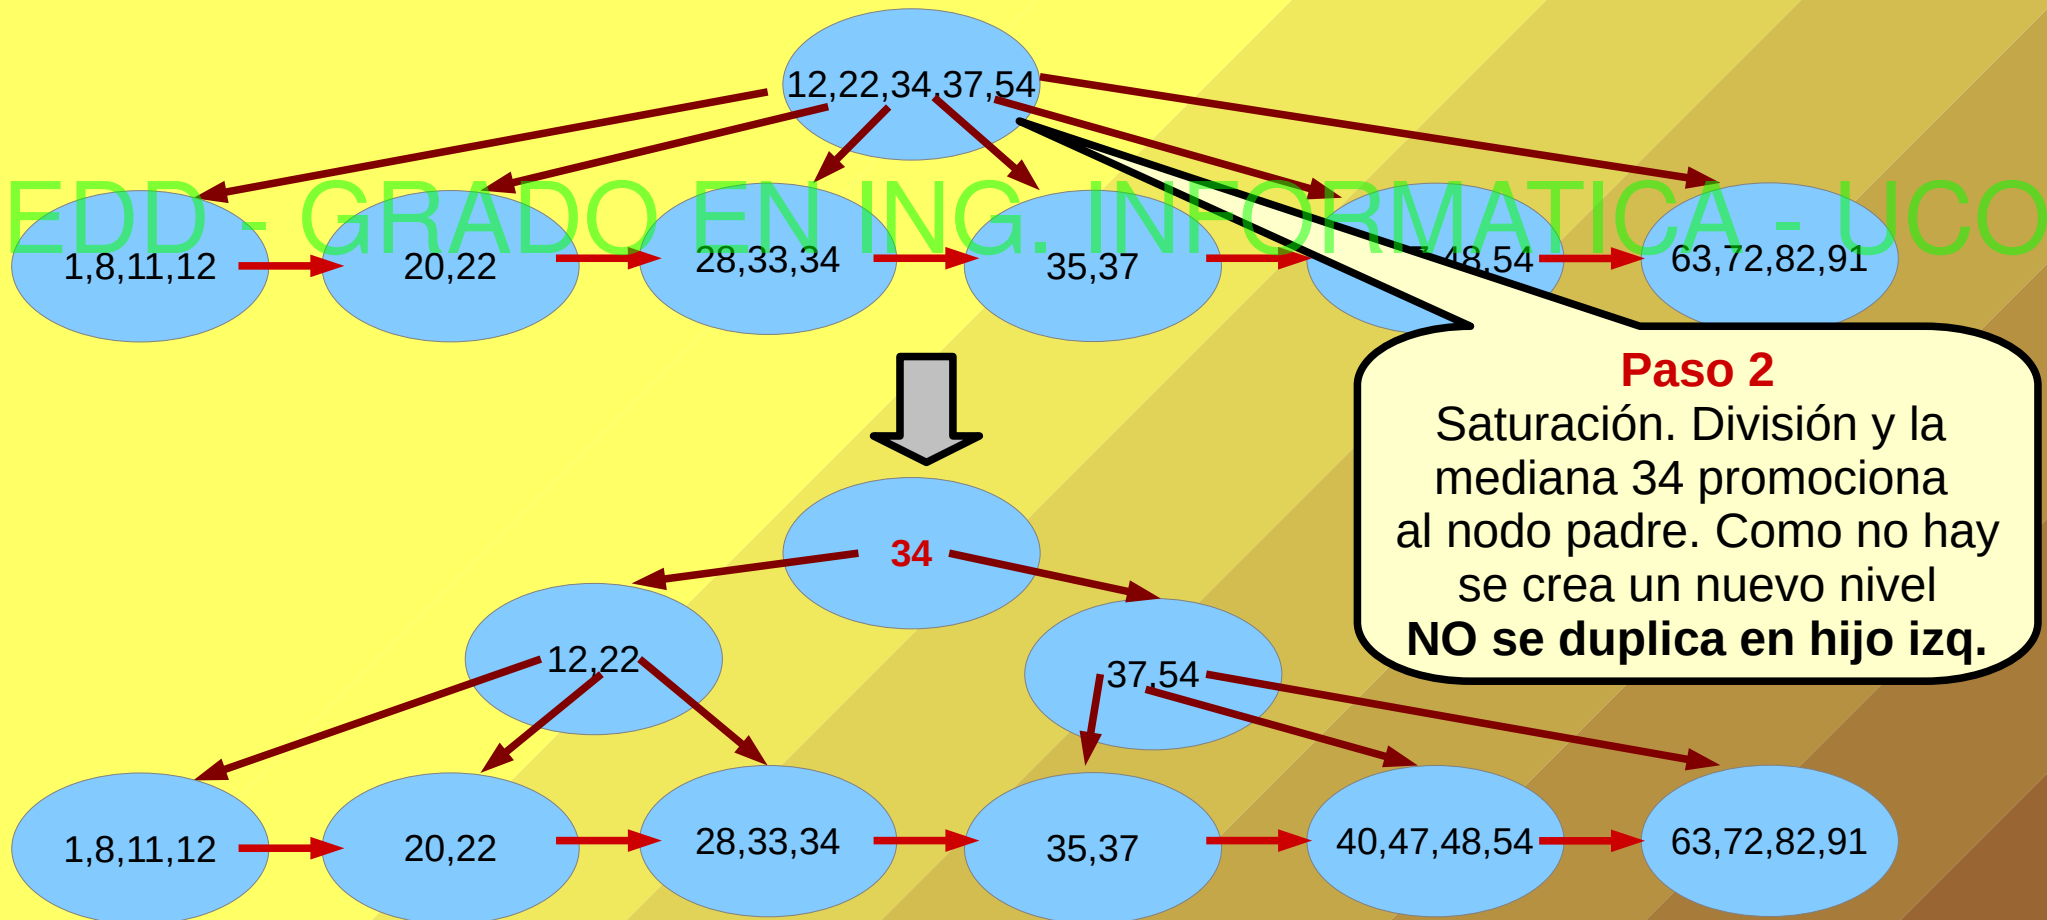 12,22,34,37,54
EDD - GRADO EN ING. INFORMATICA - UCO
1,8,11,12
20,22
28,33,34
35,37
48,54
63,72,82,91
Paso 2
Saturación. División y la
mediana 34 promociona
al nodo padre. Como no hay
se crea un nuevo nivel
NO se duplica en hijo izq.
34
12,22
37,54
1,8,11,12
20,22
28,33,34
35,37
40,47,48,54
63,72,82,91